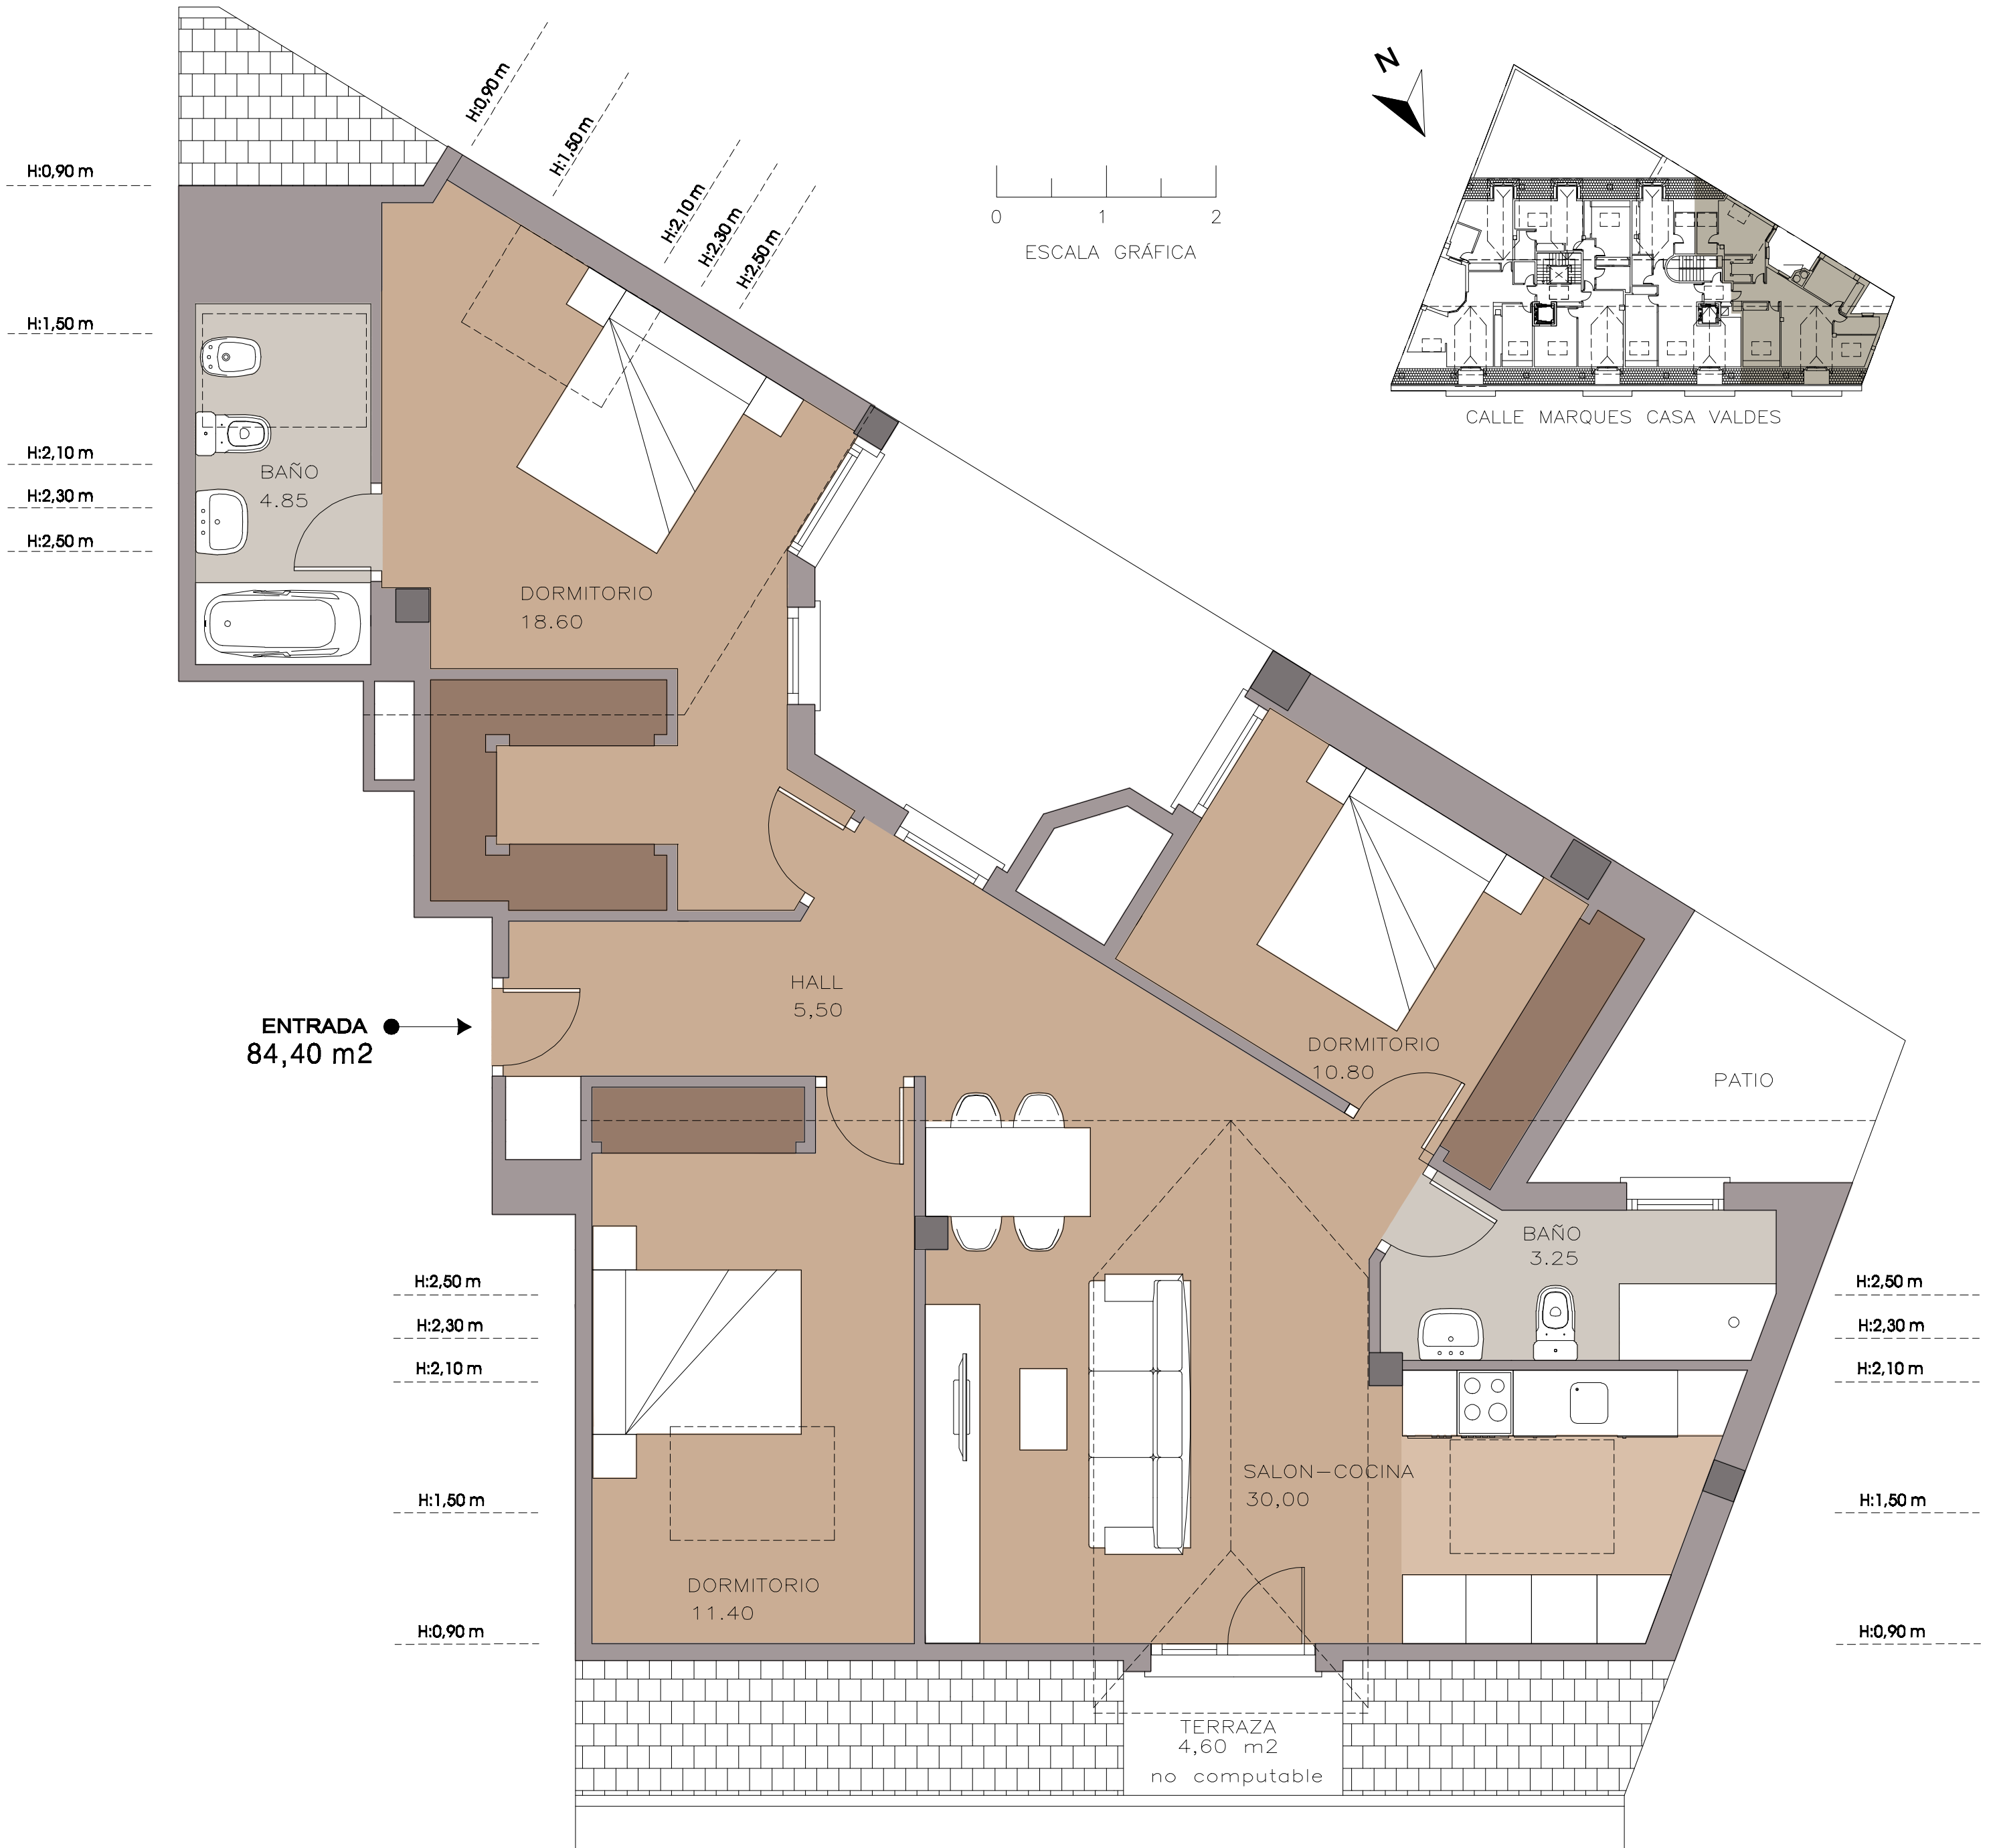 H:0,90 m
H:1,50 m
H:2,10 m
H:2,30 m
H:2,50 m
H:0,90 m
H:1,50 m
H:2,10 m
H:2,30 m
H:2,50 m
0 1 2
ESCALA GRÁFICA
N
CALLE MARQUES CASA VALDES
BAÑO
4.85
DORMITORIO
18.60
HALL
5,50
ENTRADA
84,40 m2
DORMITORIO
10.80
PATIO
BAÑO
3.25
H:2,50 m
H:2,30 m
H:2,10 m
H:1,50 m
H:0,90 m
H:2,50 m
H:2,30 m
H:2,10 m
H:1,50 m
H:0,90 m
SALON-COCINA
30,00
DORMITORIO
11.40
TERRAZA
4,60 m2
no computable